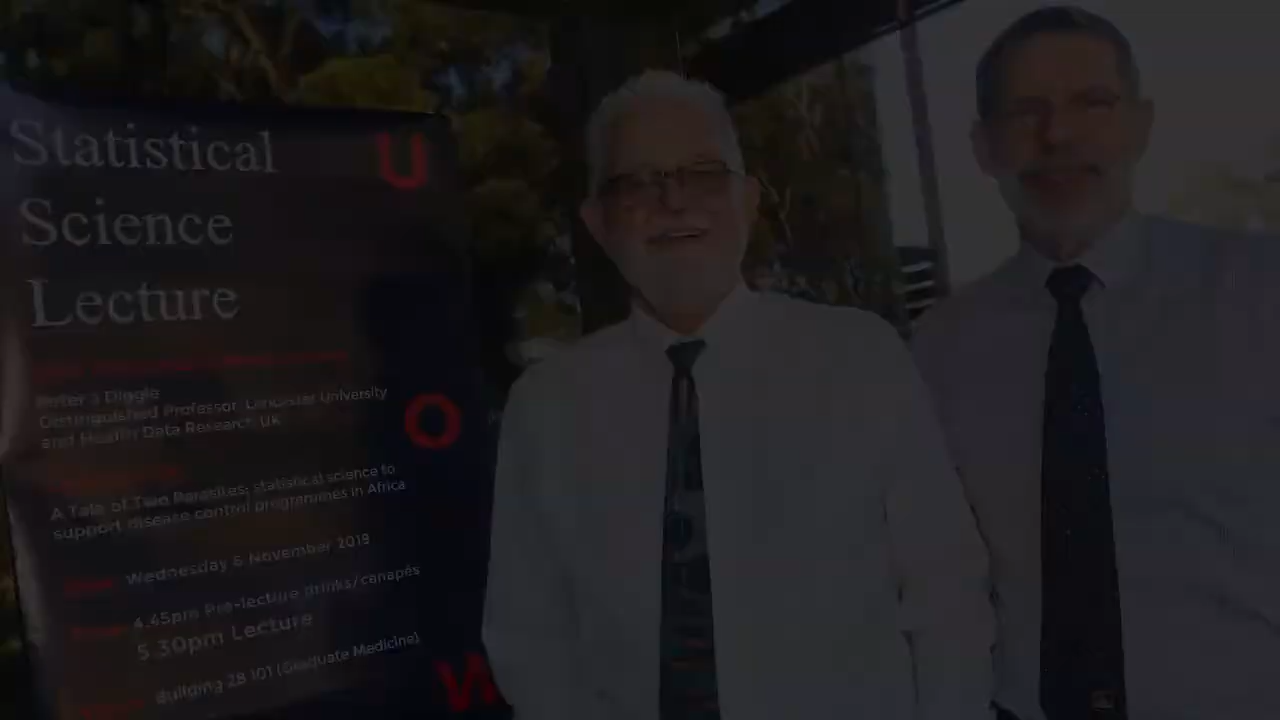 Statistical
Science
Lecture
U
Peter J Diggle
Distinguished Professor, Lancaster University
and Health Data Research UK
O
A Tale of Two Parasites: statistical science to
support disease control programmes in Africa
Wednesday 6 November 2019
4.45pm Pre-lecture drinks/canapés
5.30pm Lecture
Building 28 101 (Graduate Medicine)
W